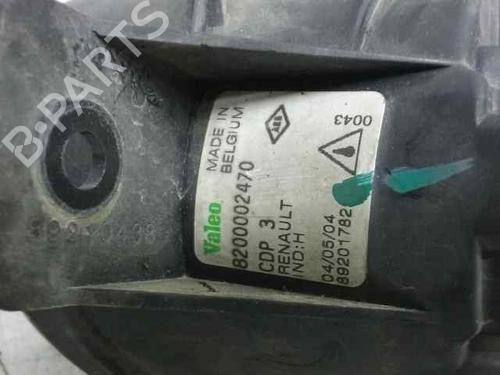 B-PARTS
Valeo
MADE IN
BELGIUM
8200002470
CDP 3
RENAULT
IND:H
0043
04/05/04
89201782